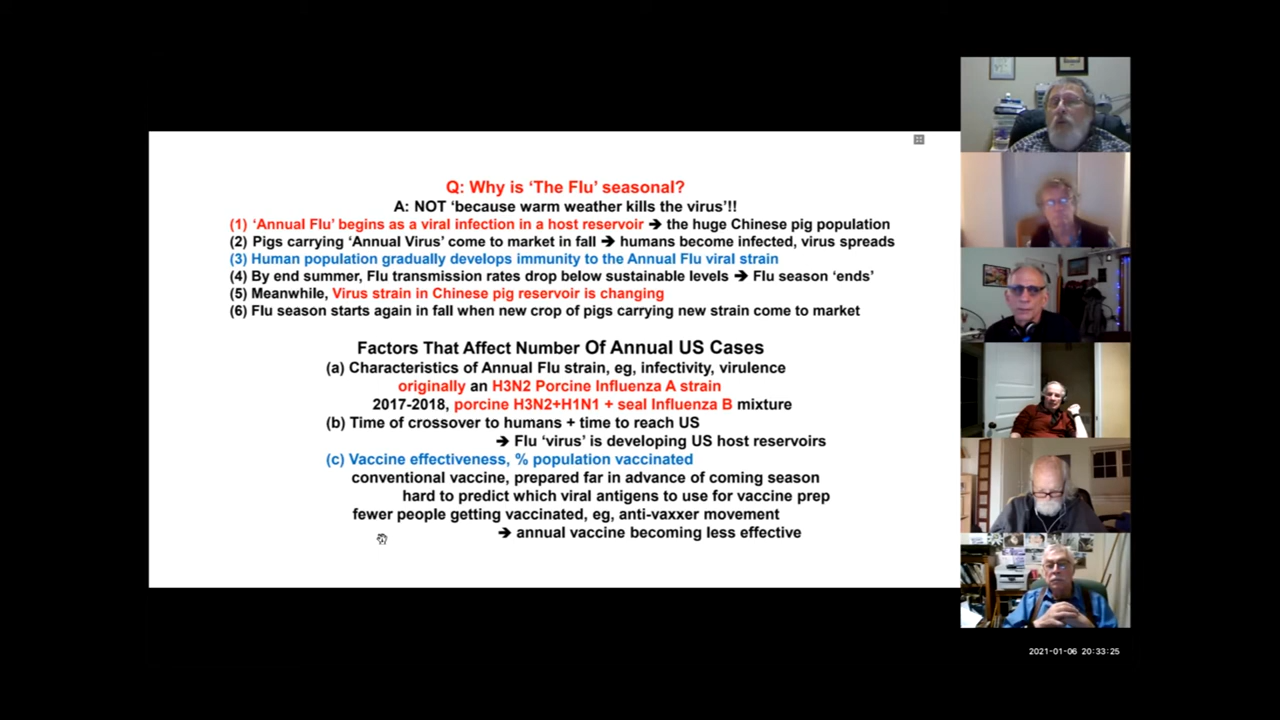 Q: Why is ‘The Flu’ seasonal?
A: NOT ‘because warm weather kills the virus’!!
(1) ‘Annual Flu’ begins as a viral infection in a host reservoir ➔ the huge Chinese pig population
(2) Pigs carrying ‘Annual Virus’ come to market in fall ➔ humans become infected, virus spreads
(3) Human population gradually develops immunity to the Annual Flu viral strain
(4) By end summer, Flu transmission rates drop below sustainable levels ➔ Flu season ‘ends’
(5) Meanwhile, Virus strain in Chinese pig reservoir is changing
(6) Flu season starts again in fall when new crop of pigs carrying new strain come to market
Factors That Affect Number Of Annual US Cases
(a) Characteristics of Annual Flu strain, eg, infectivity, virulence
originally an H3N2 Porcine Influenza A strain
2017-2018, porcine H3N2+H1N1 + seal Influenza B mixture
(b) Time of crossover to humans + time to reach US
➔ Flu ‘virus’ is developing US host reservoirs
(c) Vaccine effectiveness, % population vaccinated
conventional vaccine, prepared far in advance of coming season
hard to predict which viral antigens to use for vaccine prep
fewer people getting vaccinated, eg, anti-vaxxer movement
➔ annual vaccine becoming less effective
2021-01-06 20:33:25